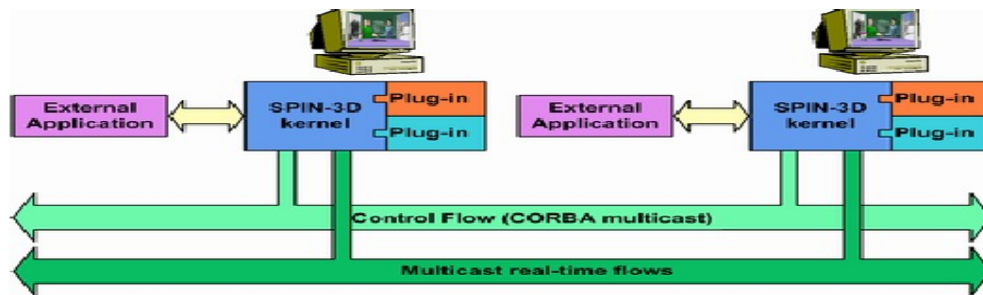 External
Application
SPIN-3D
kernel
Plug-in
Plug-in
External
Application
SPIN-3D
kernel
Plug-in
Plug-in
Control Flow (CORBA multicast)
Multicast real-time flows